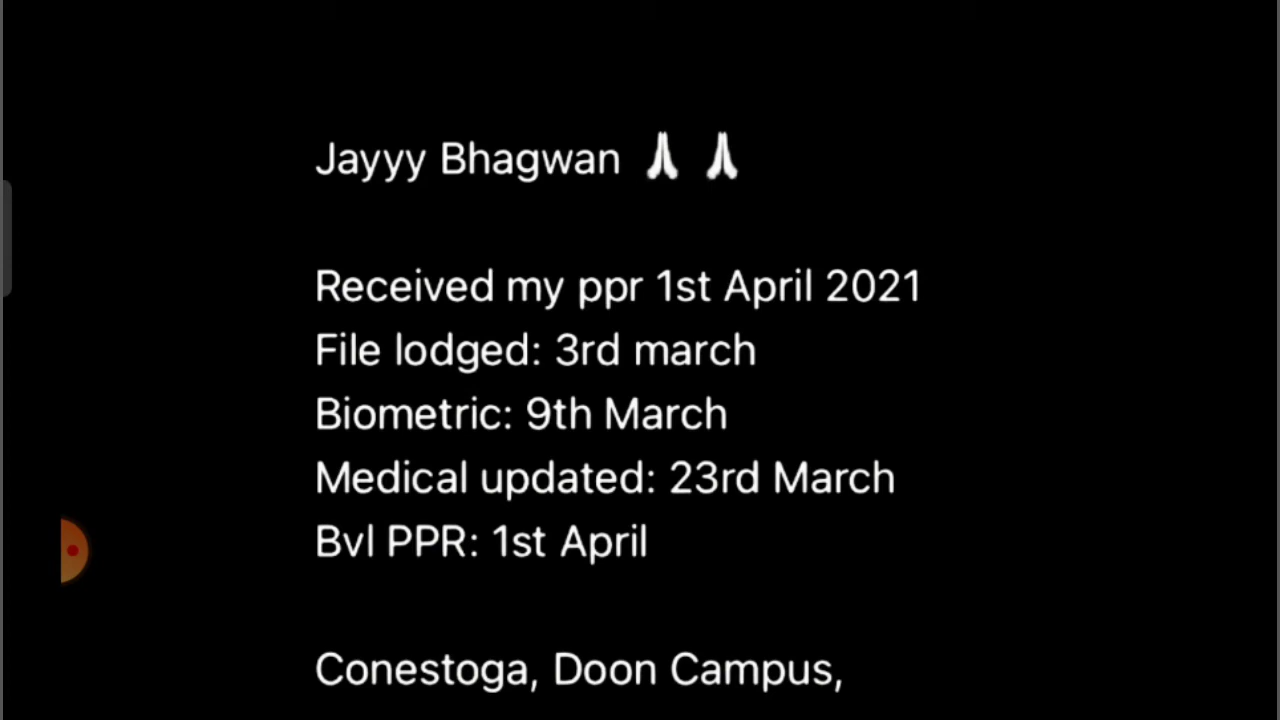 Jayyy Bhagwan 🙏 🙏
Received my ppr 1st April 2021
File lodged: 3rd march
Biometric: 9th March
Medical updated: 23rd March
Bvl PPR: 1st April
Conestoga, Doon Campus,